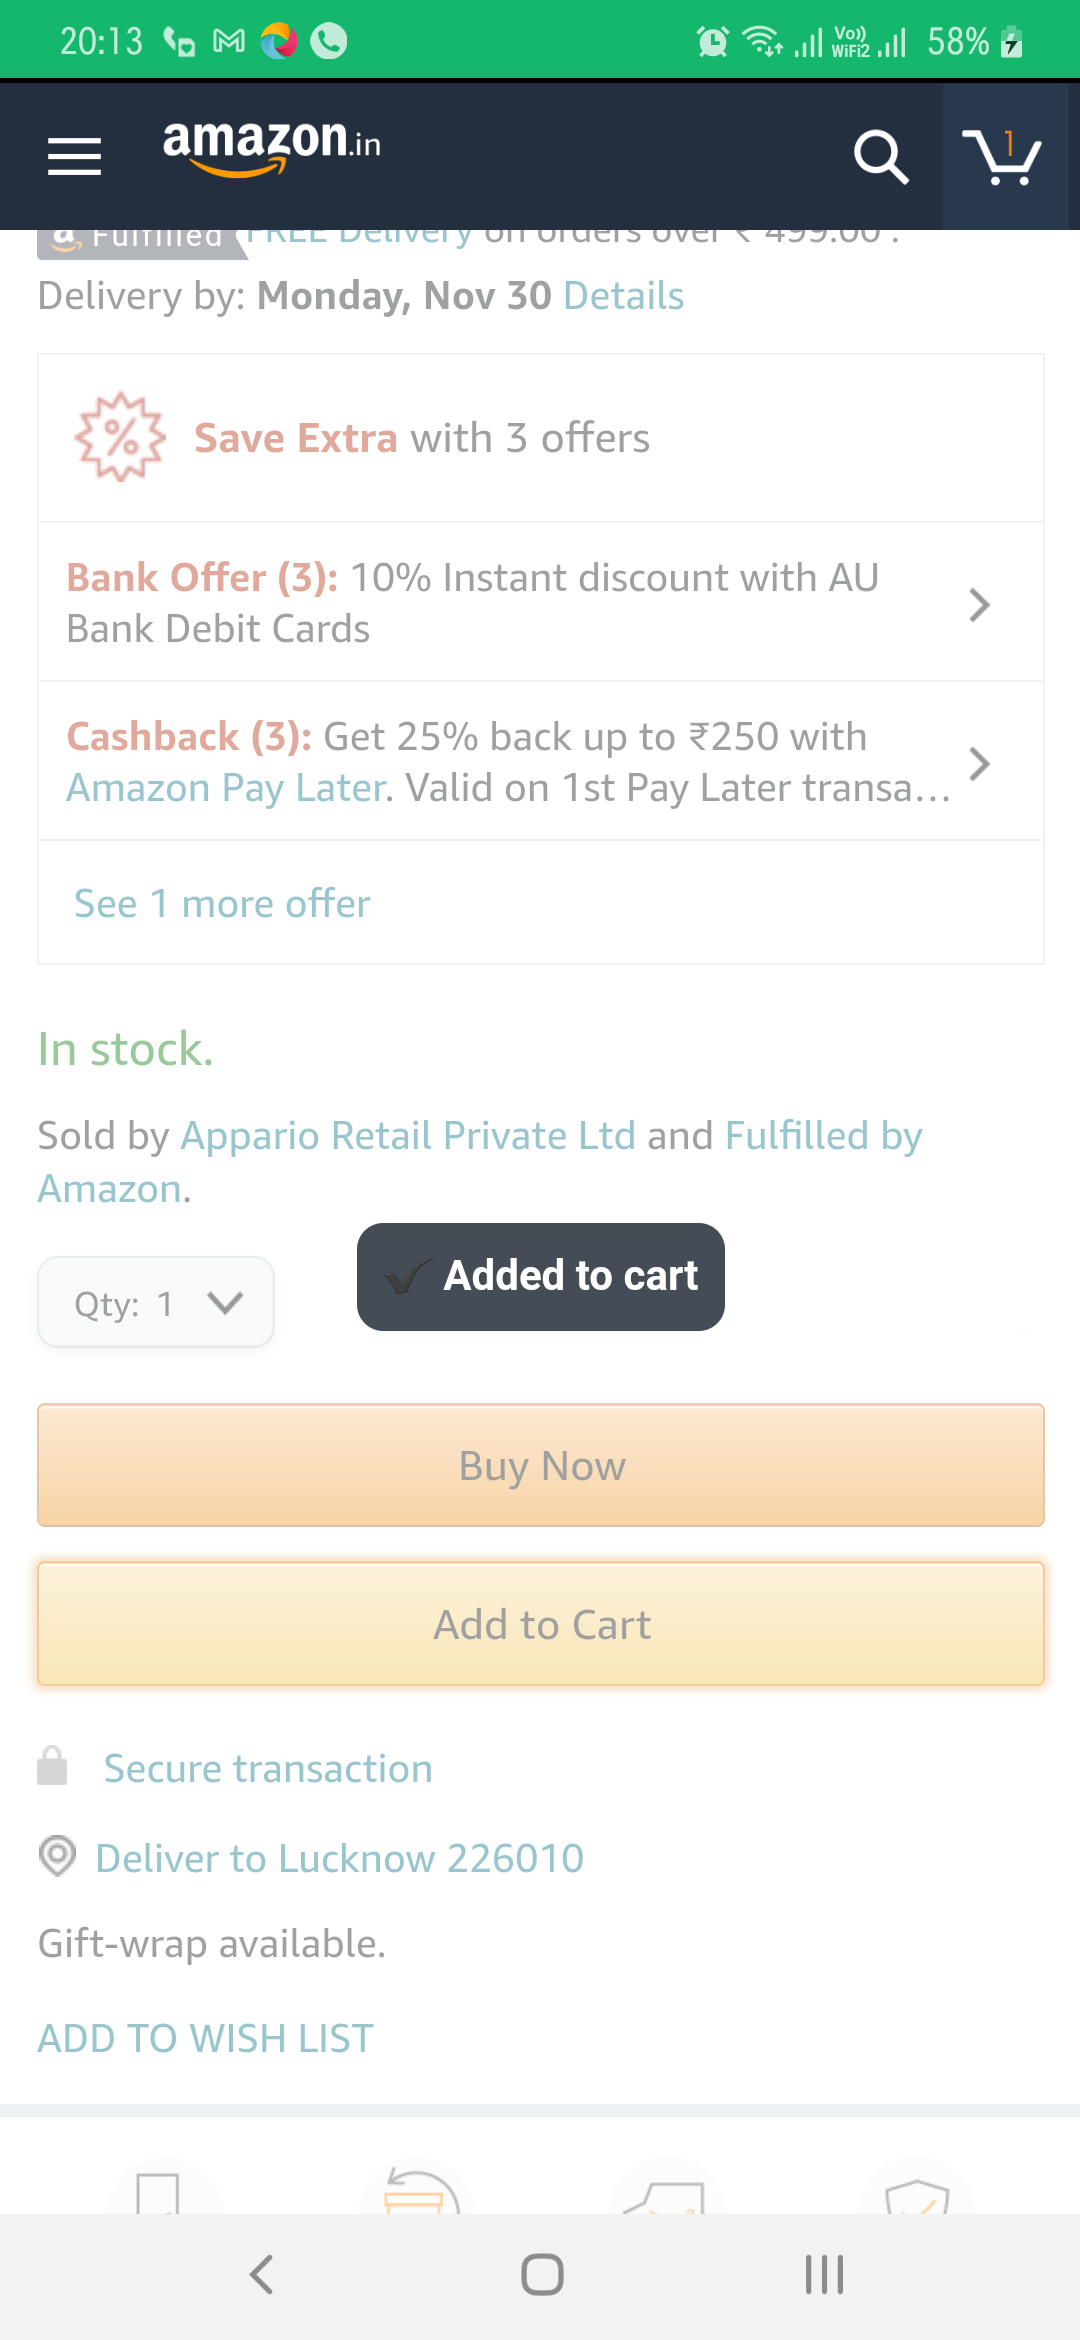 20:13 Vo)) WiFi2 58%
amazon.in 1
a Fulfilled FREE Delivery on orders over ₹ 499.00 .
Delivery by: Monday, Nov 30 Details
% Save Extra with 3 offers
Bank Offer (3): 10% Instant discount with AU
Bank Debit Cards
Cashback (3): Get 25% back up to ₹250 with
Amazon Pay Later. Valid on 1st Pay Later transa...
See 1 more offer
In stock.
Sold by Appario Retail Private Ltd and Fulfilled by
Amazon.
Qty: 1
✔ Added to cart
Buy Now
Add to Cart
Secure transaction
Deliver to Lucknow 226010
Gift-wrap available.
ADD TO WISH LIST